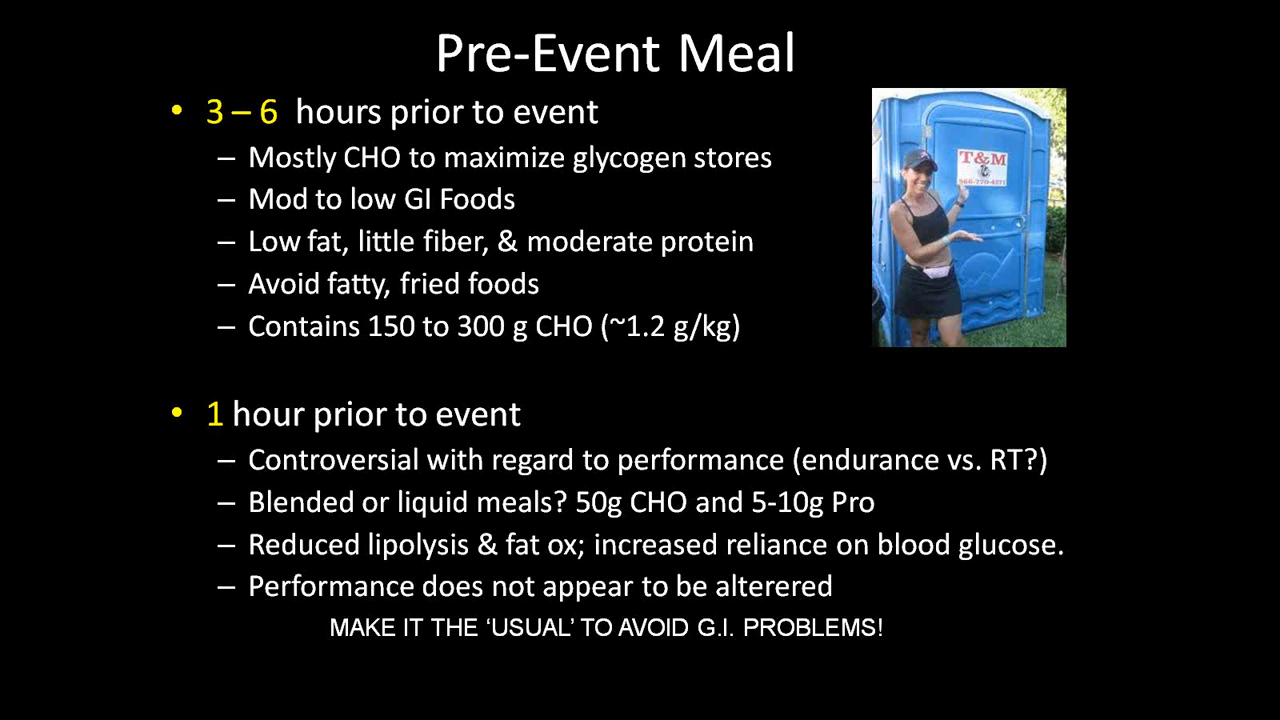 Pre-Event Meal
• 3 – 6 hours prior to event
– Mostly CHO to maximize glycogen stores
– Mod to low GI Foods
– Low fat, little fiber, & moderate protein
– Avoid fatty, fried foods
– Contains 150 to 300 g CHO (~1.2 g/kg)
T&M
• 1 hour prior to event
– Controversial with regard to performance (endurance vs. RT?)
– Blended or liquid meals? 50g CHO and 5-10g Pro
– Reduced lipolysis & fat ox; increased reliance on blood glucose.
– Performance does not appear to be alterered
MAKE IT THE ‘USUAL’ TO AVOID G.I. PROBLEMS!